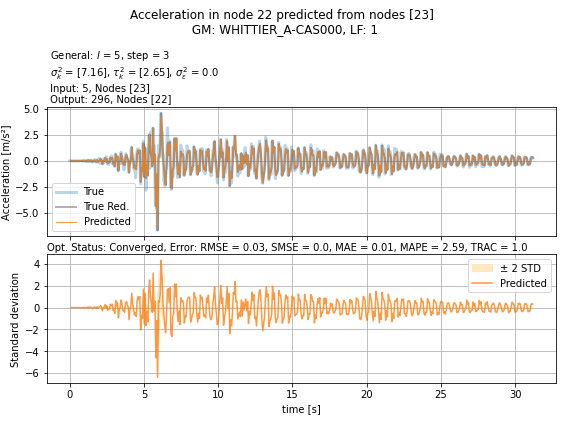 Acceleration in node 22 predicted from nodes [23]
GM: WHITTIER_A-CAS000, LF: 1
General: l = 5, step = 3
σ²ₖ = [7.16], τ²ₖ = [2.65], σ²ε = 0.0
Input: 5, Nodes [23]
Output: 296, Nodes [22]
Acceleration [m/s²]
5.0
2.5
0.0
−2.5
−5.0
True
True Red.
Predicted
Opt. Status: Converged, Error: RMSE = 0.03, SMSE = 0.0, MAE = 0.01, MAPE = 2.59, TRAC = 1.0
Standard deviation
4
2
0
−2
−4
−6
± 2 STD
Predicted
0 5 10 15 20 25 30
time [s]